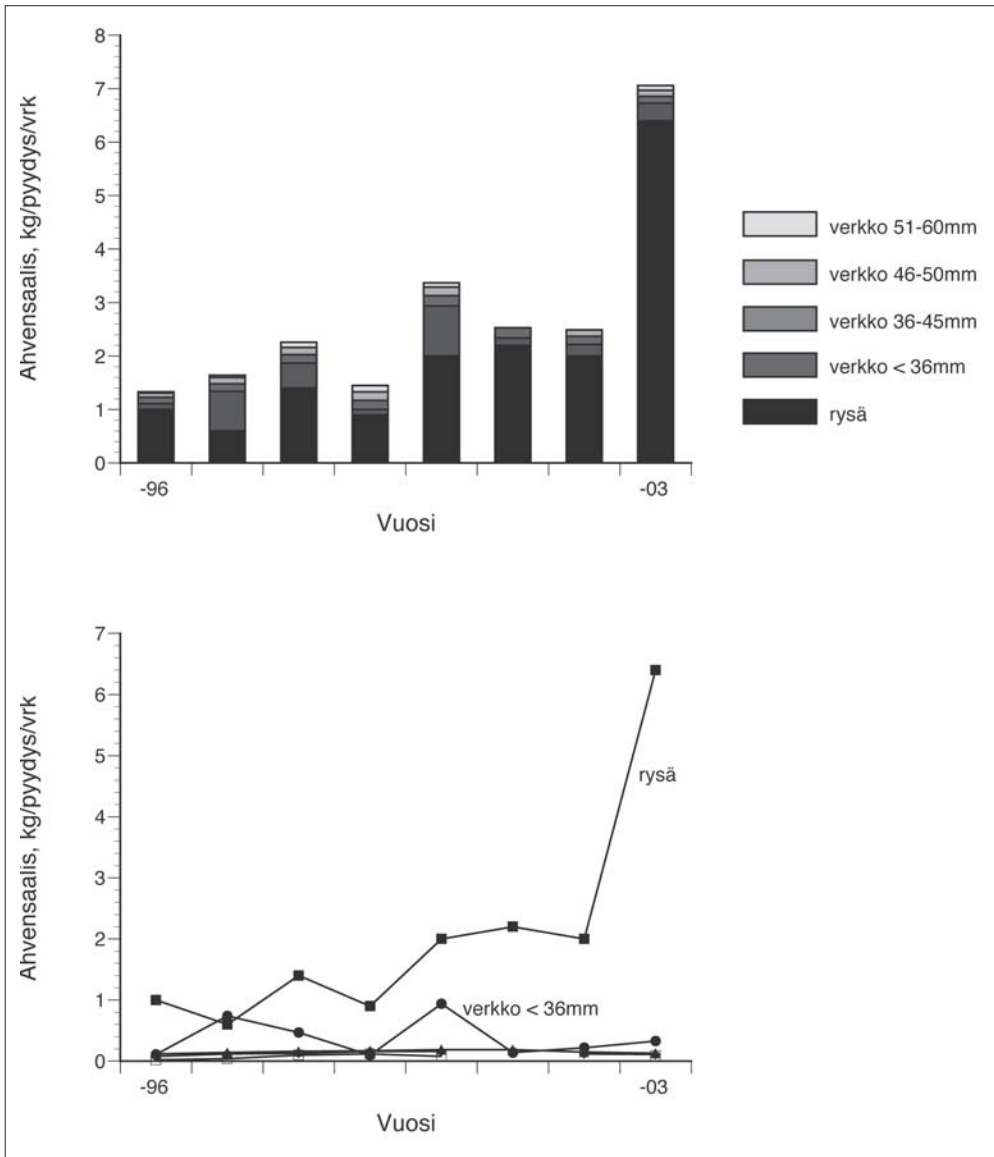 Ahvensaalis, kg/pyydys/vrk
8
7
6
5
4
3
2
1
0
-96
-03
Vuosi
verkko 51-60mm
verkko 46-50mm
verkko 36-45mm
verkko < 36mm
rysä
Ahvensaalis, kg/pyydys/vrk
7
6
5
4
3
2
1
0
rysä
verkko < 36mm
-96
-03
Vuosi